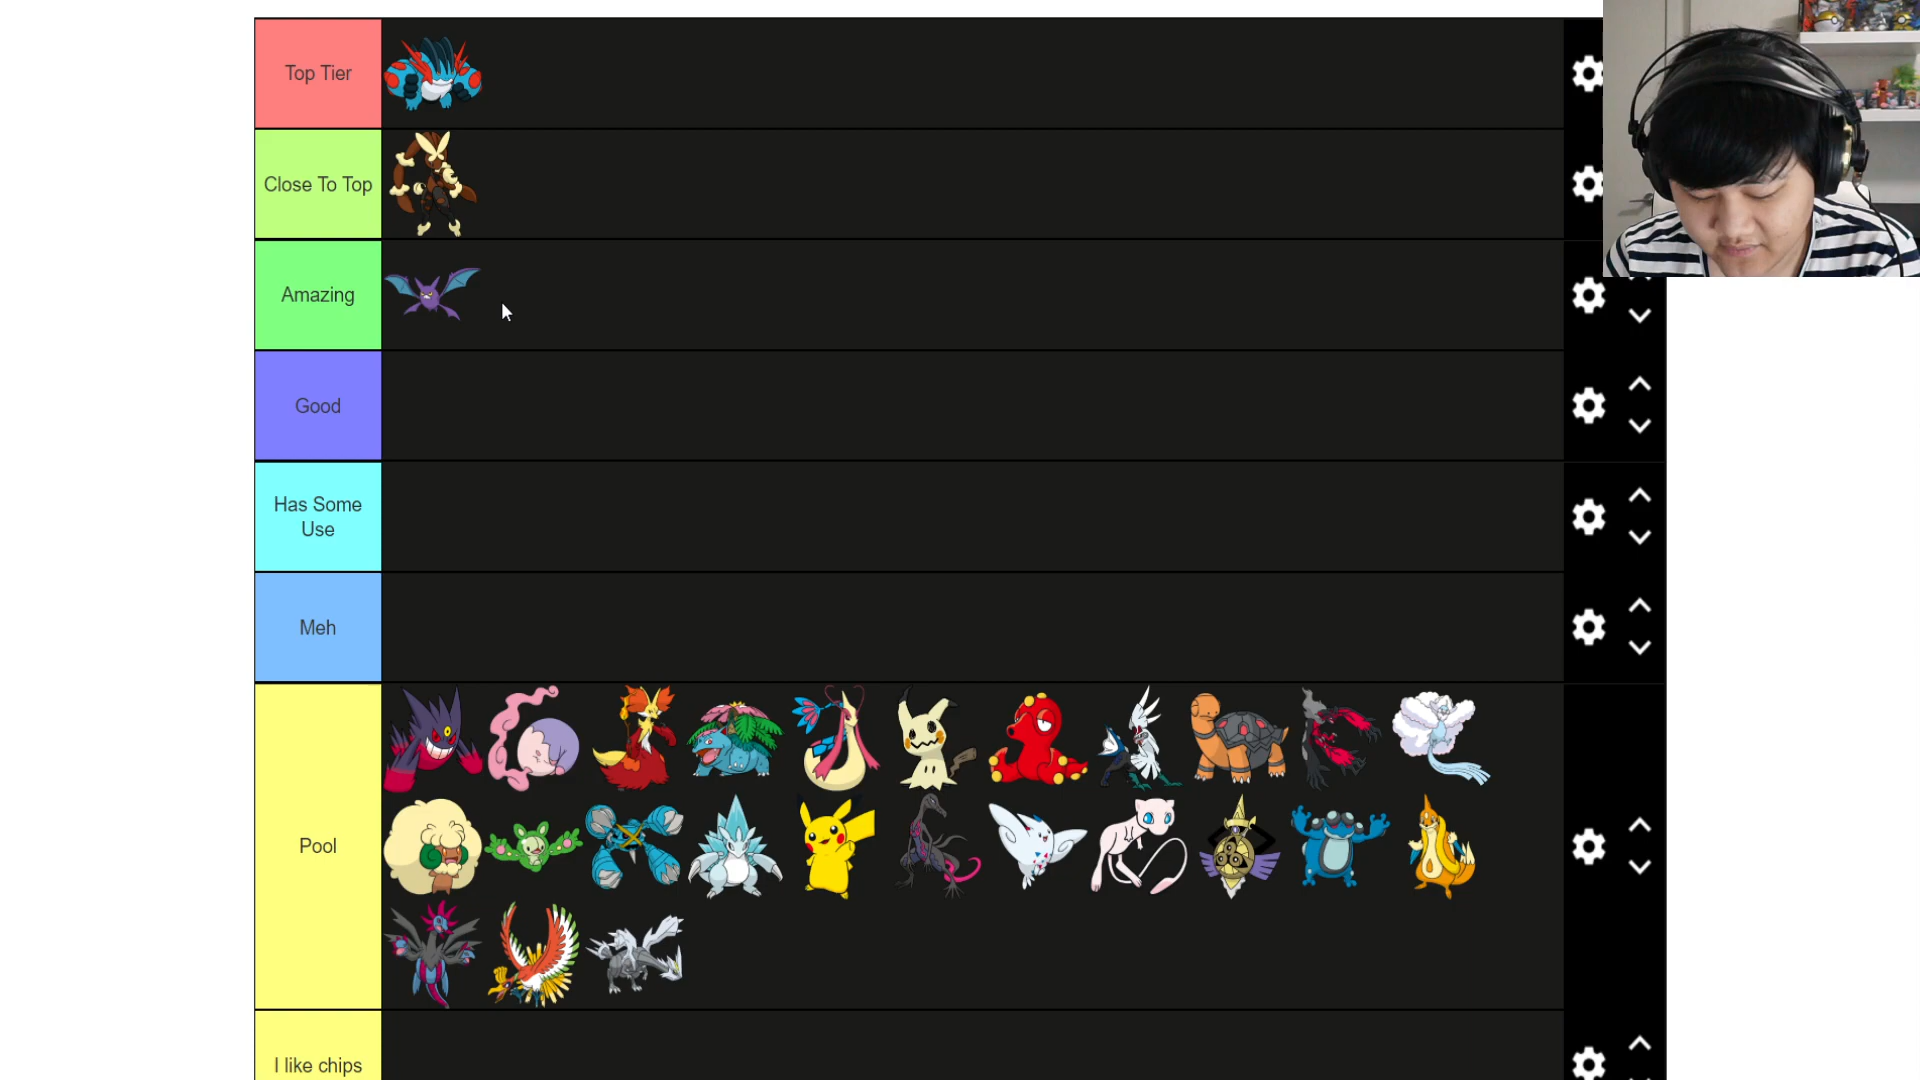 Top Tier
Close To Top
Amazing
Good
Has Some
Use
Meh
Pool
I like chips